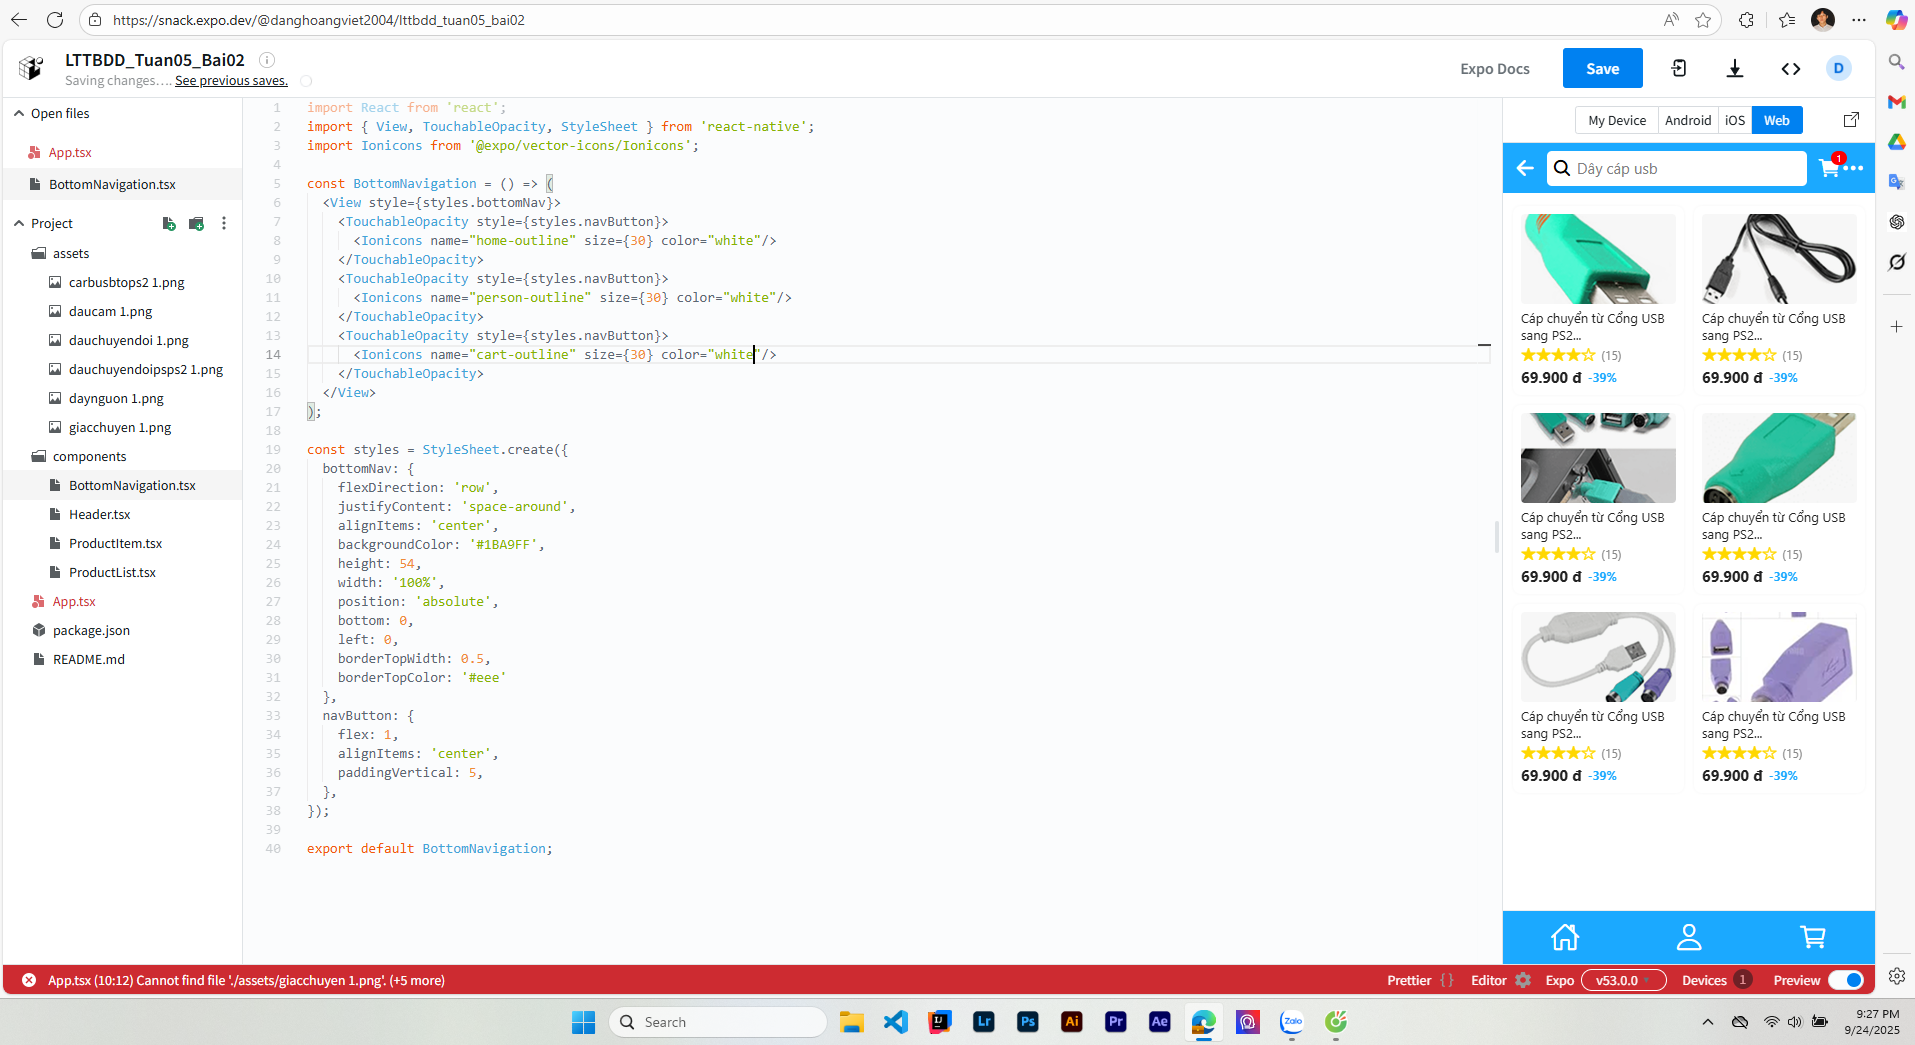 https://snack.expo.dev/@danghoangviet2004/lttbdd_tuan05_bai02
LTTBDD_Tuan05_Bai02
Saving changes.... See previous saves.
Expo Docs
Save
D
Open files
App.tsx
BottomNavigation.tsx
Project
assets
carbusbtops2 1.png
daucam 1.png
dauchuyendoi 1.png
dauchuyendoipsps2 1.png
daynguon 1.png
giacchuyen 1.png
components
BottomNavigation.tsx
Header.tsx
ProductItem.tsx
ProductList.tsx
App.tsx
package.json
README.md
1 import React from 'react';
2 import { View, TouchableOpacity, StyleSheet } from 'react-native';
3 import Ionicons from '@expo/vector-icons/Ionicons';
4
5 const BottomNavigation = () => (
6 <View style={styles.bottomNav}>
7 <TouchableOpacity style={styles.navButton}>
8 <Ionicons name="home-outline" size={30} color="white"/>
9 </TouchableOpacity>
10 <TouchableOpacity style={styles.navButton}>
11 <Ionicons name="person-outline" size={30} color="white"/>
12 </TouchableOpacity>
13 <TouchableOpacity style={styles.navButton}>
14 <Ionicons name="cart-outline" size={30} color="white"/>
15 </TouchableOpacity>
16 </View>
17 );
18
19 const styles = StyleSheet.create({
20 bottomNav: {
21 flexDirection: 'row',
22 justifyContent: 'space-around',
23 alignItems: 'center',
24 backgroundColor: '#1BA9FF',
25 height: 54,
26 width: '100%',
27 position: 'absolute',
28 bottom: 0,
29 left: 0,
30 borderTopWidth: 0.5,
31 borderTopColor: '#eee'
32 },
33 navButton: {
34 flex: 1,
35 alignItems: 'center',
36 paddingVertical: 5,
37 },
38 });
39
40 export default BottomNavigation;
My Device Android iOS Web
Dây cáp usb
1
Cáp chuyển từ Cổng USB
sang PS2...
(15)
69.900 đ -39%
Cáp chuyển từ Cổng USB
sang PS2...
(15)
69.900 đ -39%
Cáp chuyển từ Cổng USB
sang PS2...
(15)
69.900 đ -39%
Cáp chuyển từ Cổng USB
sang PS2...
(15)
69.900 đ -39%
Cáp chuyển từ Cổng USB
sang PS2...
(15)
69.900 đ -39%
Cáp chuyển từ Cổng USB
sang PS2...
(15)
69.900 đ -39%
App.tsx (10:12) Cannot find file './assets/giacchuyen 1.png'. (+5 more)
Prettier { } Editor Expo v53.0.0 Devices 1 Preview
Search
IJ
Lr
Ps
Ai
Pr
Ae
Zalo
9:27 PM
9/24/2025